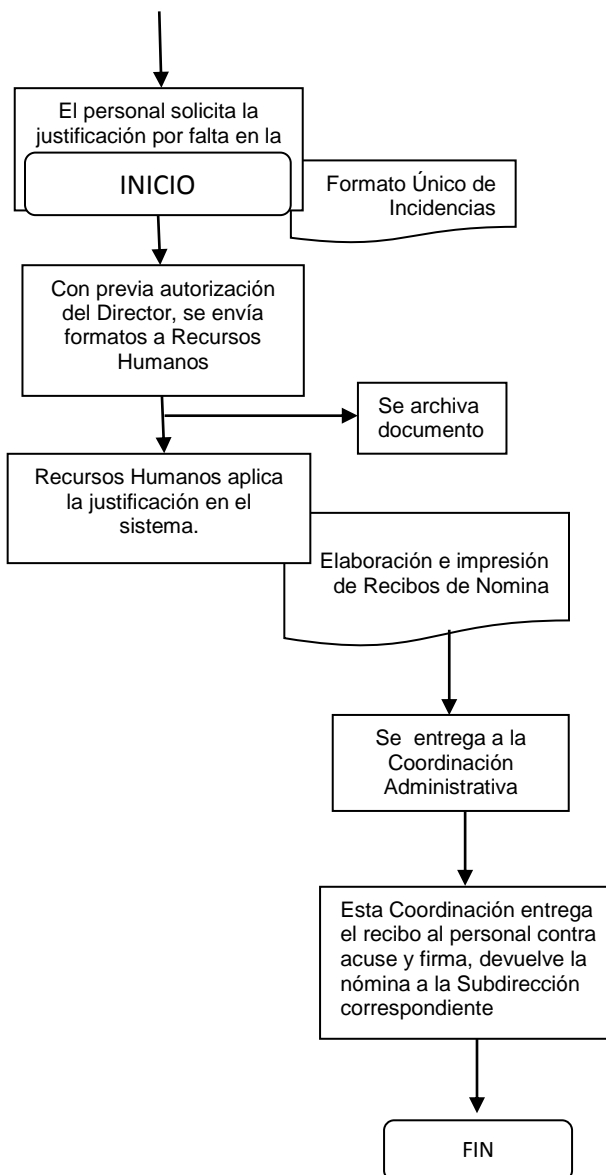 El personal solicita la
justificación por falta en la
INICIO
Formato Único de
Incidencias
Con previa autorización
del Director, se envía
formatos a Recursos
Humanos
Se archiva
documento
Recursos Humanos aplica
la justificación en el
sistema.
Elaboración e impresión
de Recibos de Nomina
Se entrega a la
Coordinación
Administrativa
Esta Coordinación entrega
el recibo al personal contra
acuse y firma, devuelve la
nómina a la Subdirección
correspondiente
FIN